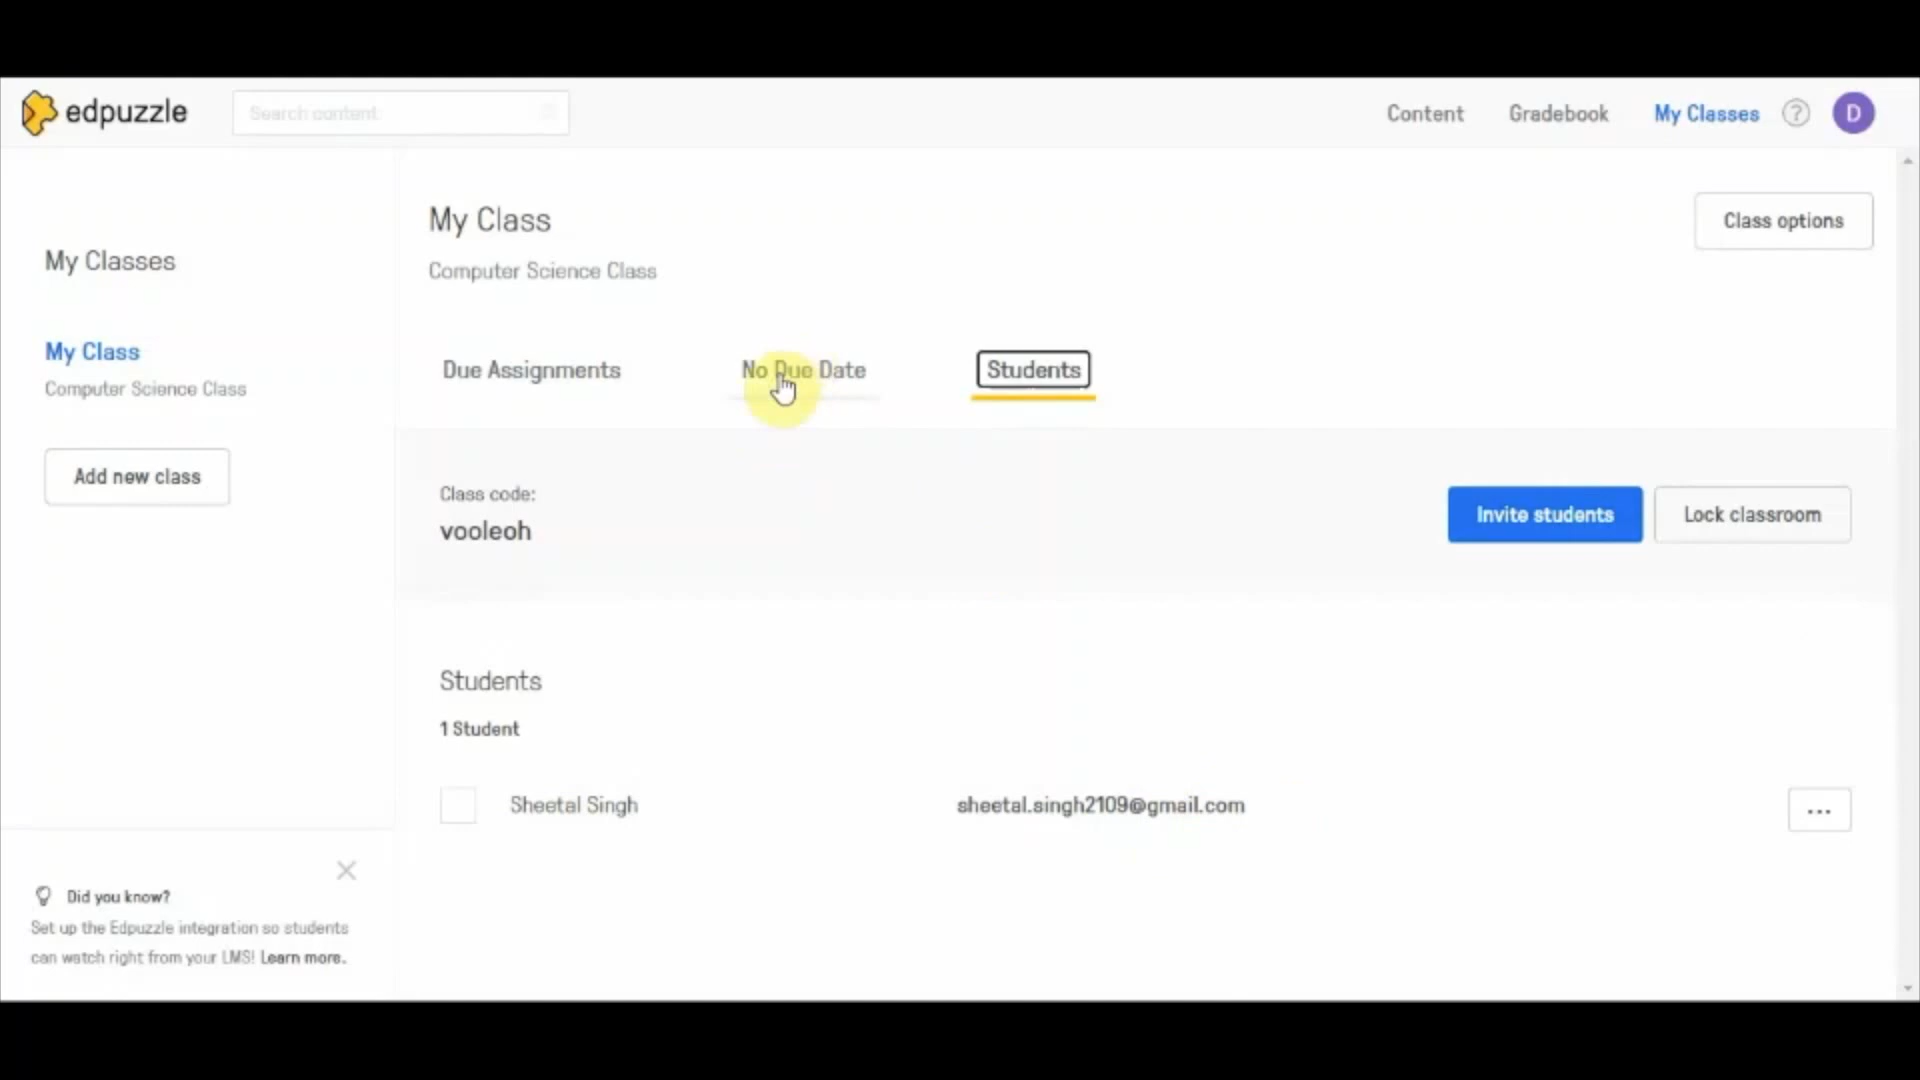 edpuzzle
Search content
Content
Gradebook
My Classes
?
D
My Classes
My Class
Computer Science Class
Add new class
My Class
Computer Science Class
Class options
Due Assignments
No Due Date
Students
Class code:
vooleoh
Invite students
Lock classroom
Students
1 Student
Sheetal Singh
sheetal.singh2109@gmail.com
...
Did you know?
Set up the Edpuzzle integration so students
can watch right from your LMS! Learn more.